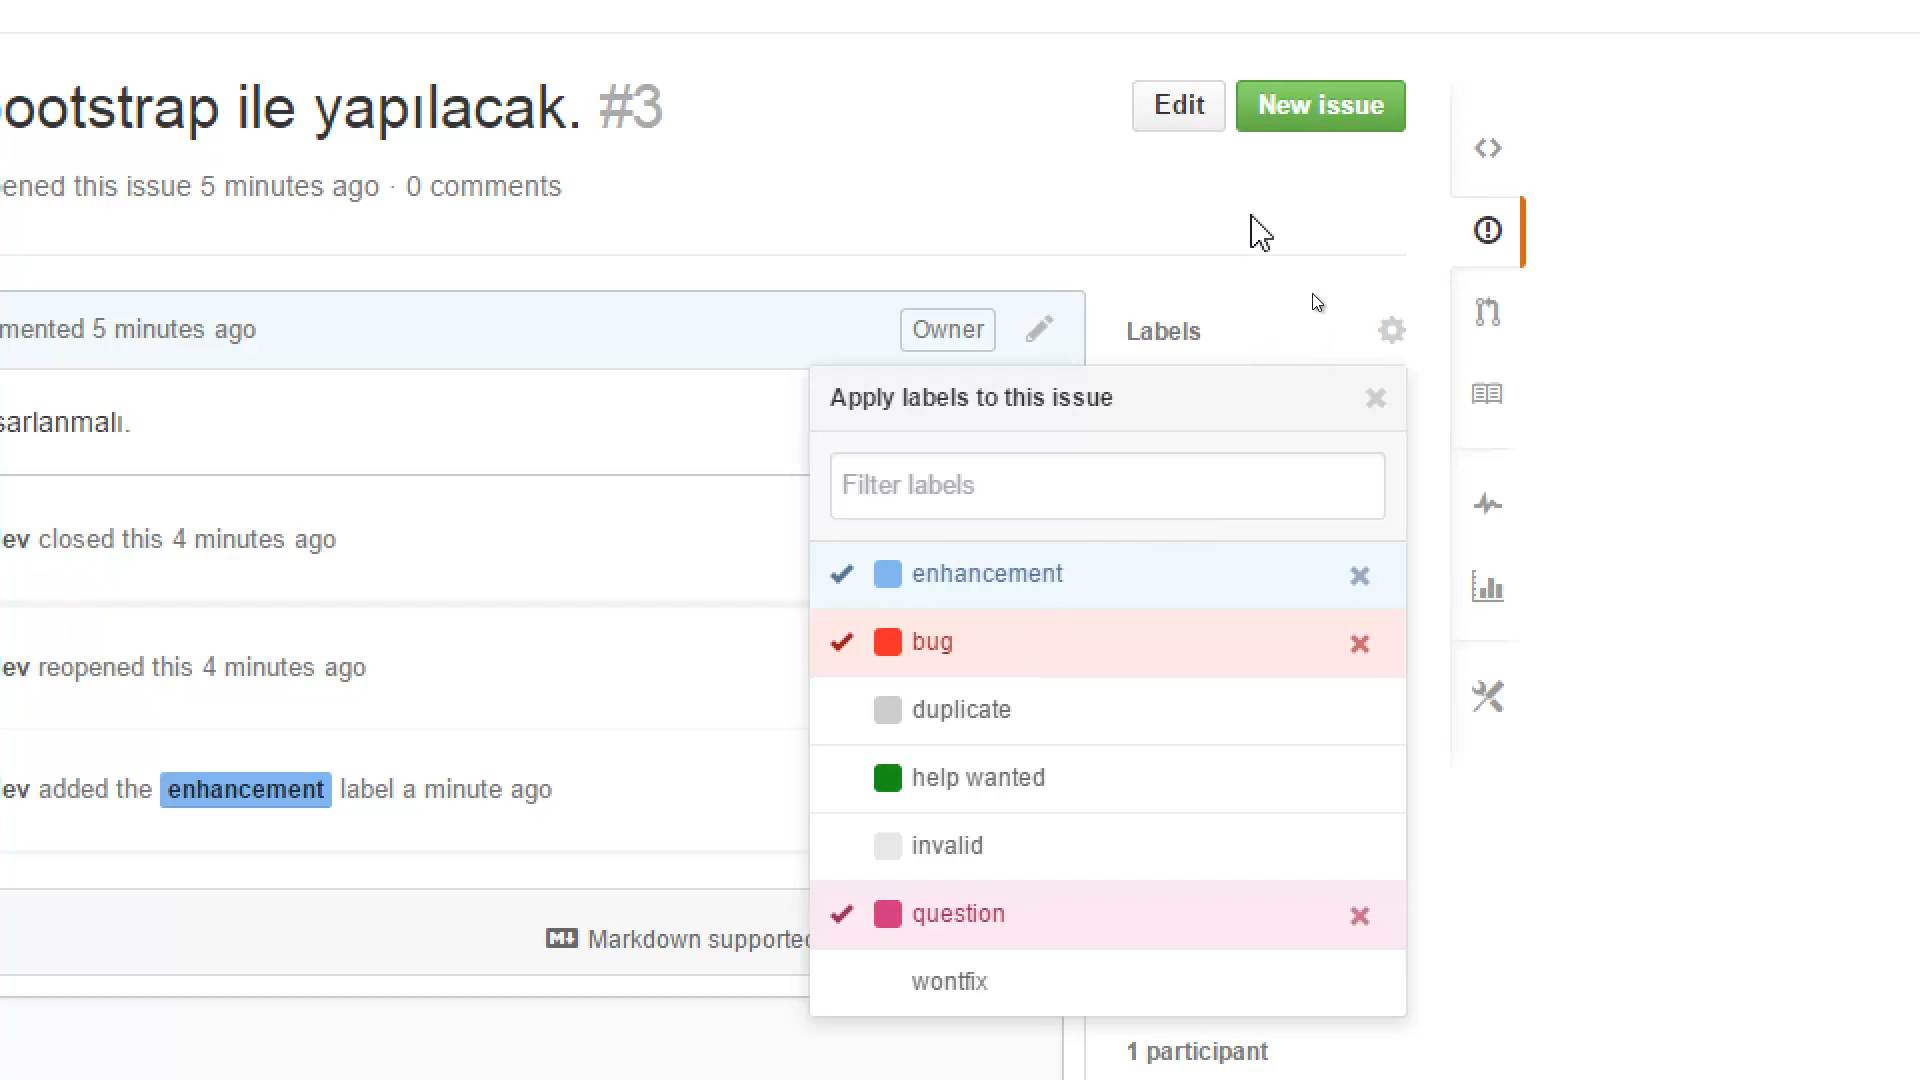 ootstrap ile yapılacak. #3
Edit
New issue
ened this issue 5 minutes ago · 0 comments
mented 5 minutes ago
Owner
Labels
Apply labels to this issue
sarlanmalı.
Filter labels
ev closed this 4 minutes ago
enhancement
bug
ev reopened this 4 minutes ago
duplicate
help wanted
ev added the enhancement label a minute ago
invalid
question
Markdown supported
wontfix
1 participant